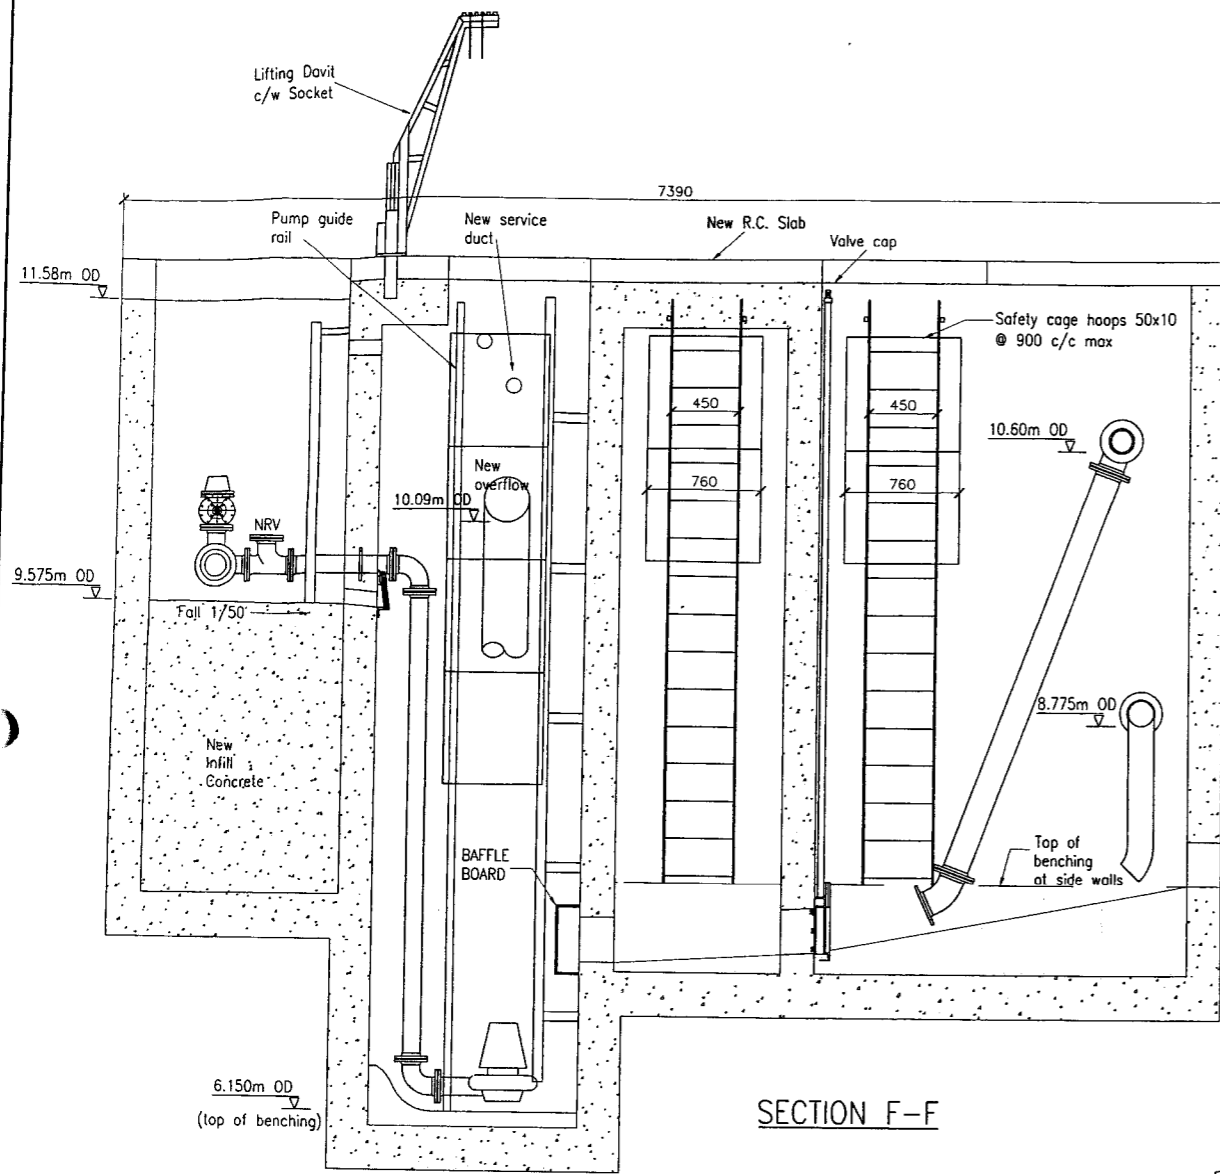 Lifting Davit
c/w Socket
7390
Pump guide
rail
New service
duct
New R.C. Slab
Valve cap
11.58m OD
Safety cage hoops 50x10
@ 900 c/c max
450
450
10.60m OD
New
overflow
760
760
10.09m OD
NRV
9.575m OD
Fall 1/50
8.775m OD
New
Infill
Concrete
BAFFLE
BOARD
Top of
benching
at side walls
6.150m OD
(top of benching)
SECTION F-F